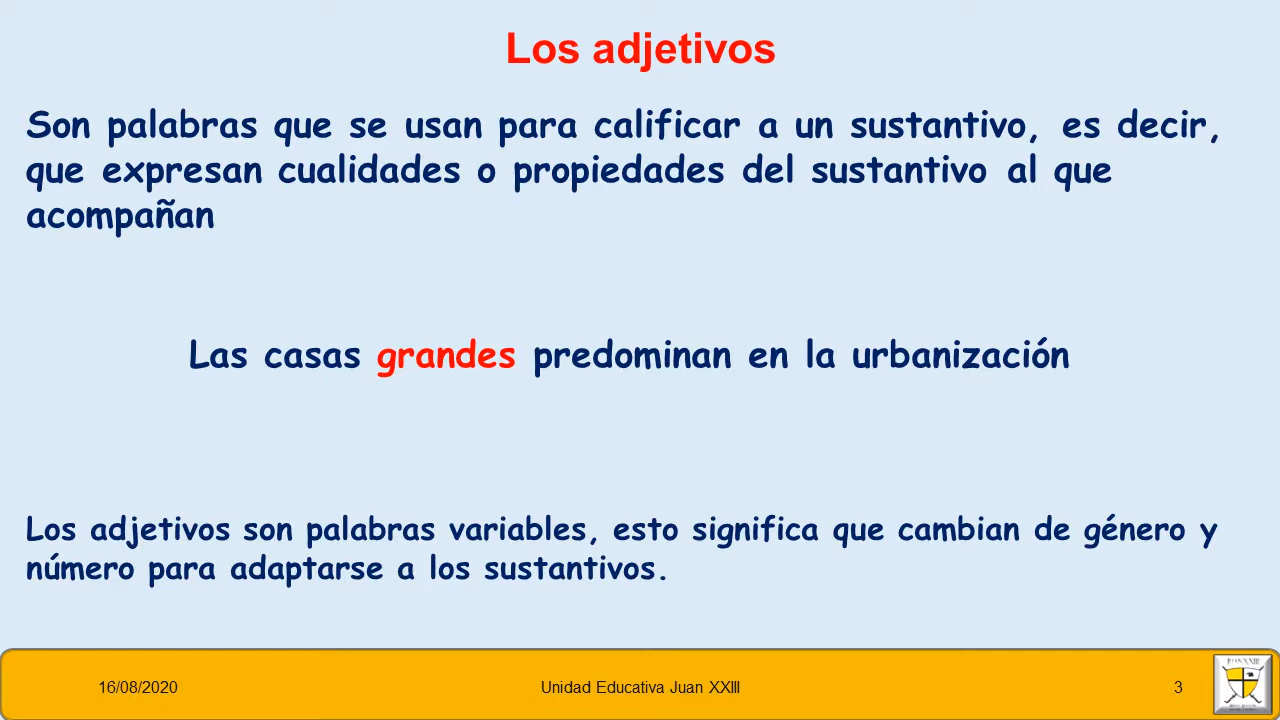 Los adjetivos
Son palabras que se usan para calificar a un sustantivo, es decir,
que expresan cualidades o propiedades del sustantivo al que
acompañan
Las casas grandes predominan en la urbanización
Los adjetivos son palabras variables, esto significa que cambian de género y
número para adaptarse a los sustantivos.
16/08/2020 Unidad Educativa Juan XXIII 3
JUAN XXIII